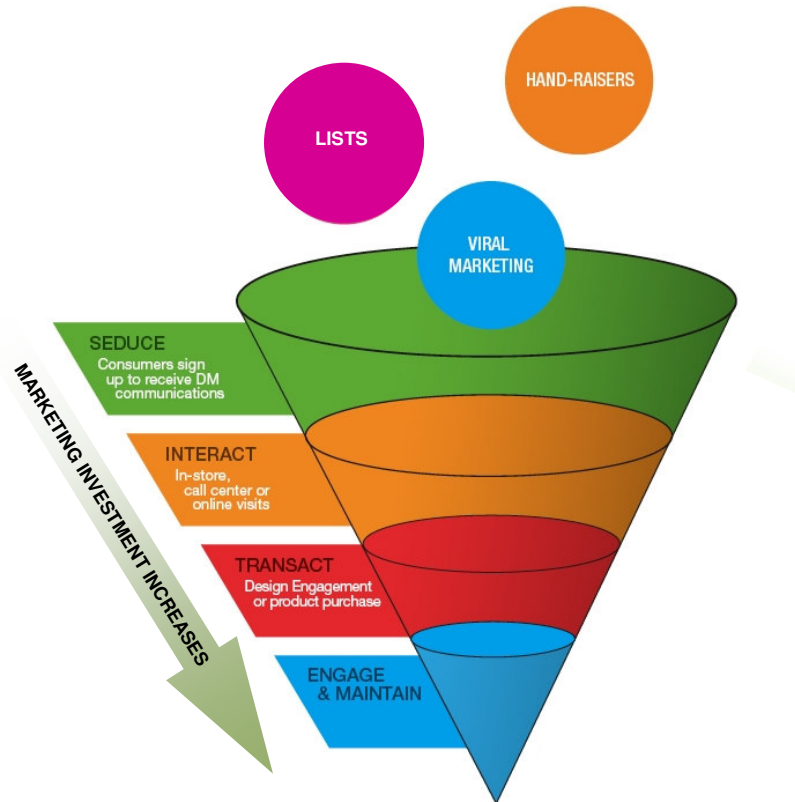 HAND-RAISERS
LISTS
VIRAL
MARKETING
SEDUCE
Consumers sign
up to receive DM
communications
INTERACT
In-store,
call center or
online visits
TRANSACT
Design Engagement
or product purchase
ENGAGE
& MAINTAIN
MARKETING INVESTMENT INCREASES